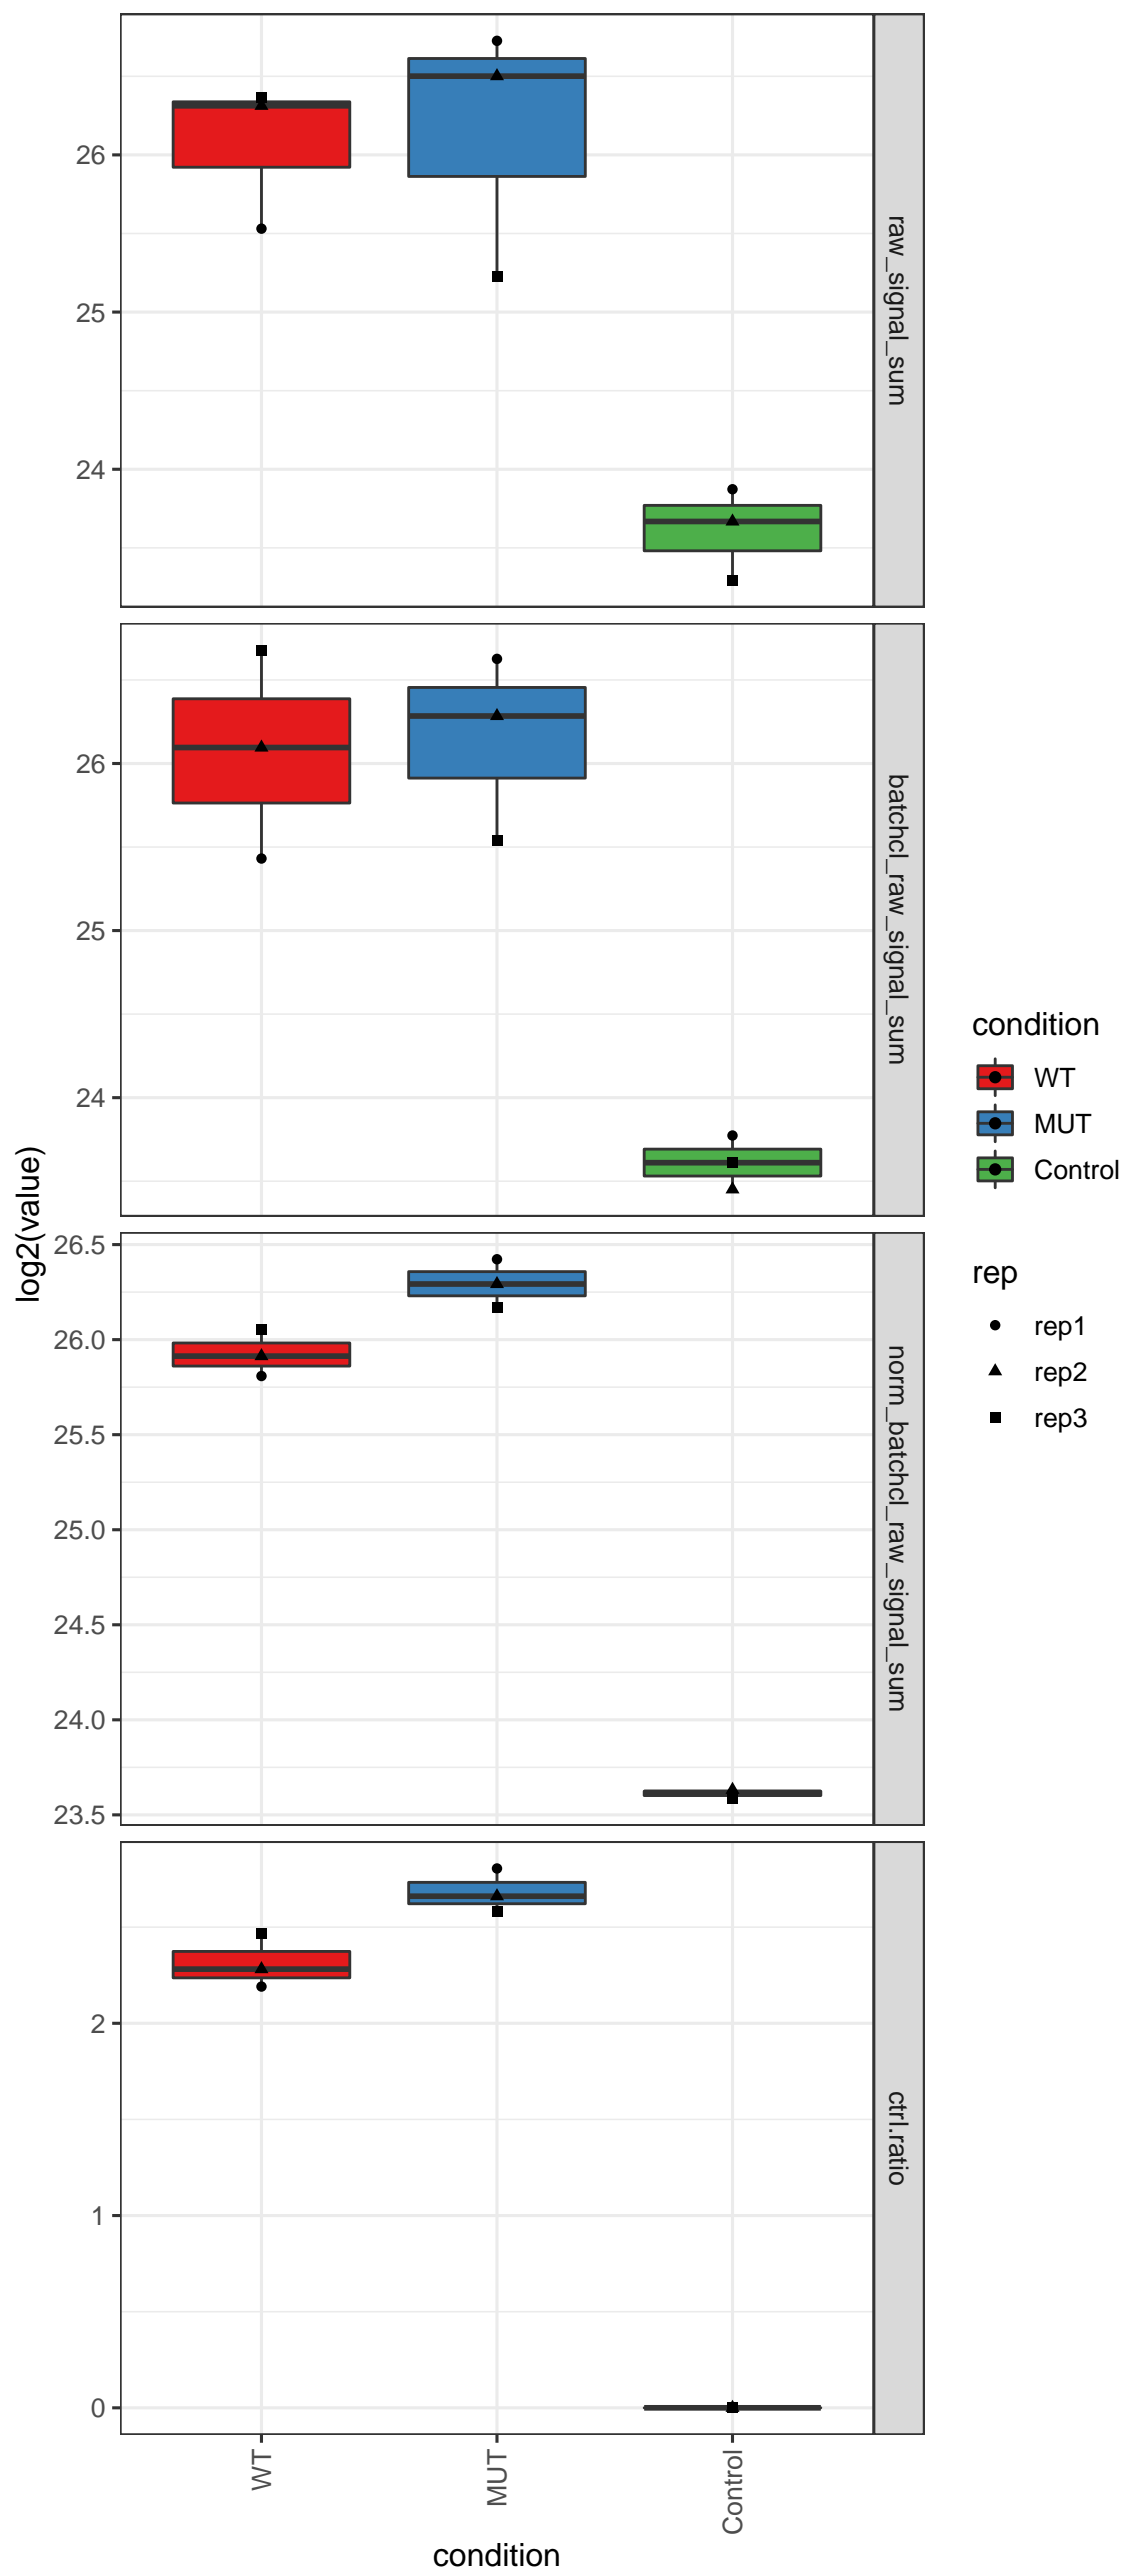 26
25
24
raw_signal_sum
26
25
24
batchcl_raw_signal_sum
26.5
26.0
25.5
25.0
24.5
24.0
23.5
norm_batchcl_raw_signal_sum
2
1
0
ctrl.ratio
log2(value)
WT
MUT
Control
condition
condition
WT
MUT
Control
rep
rep1
rep2
rep3